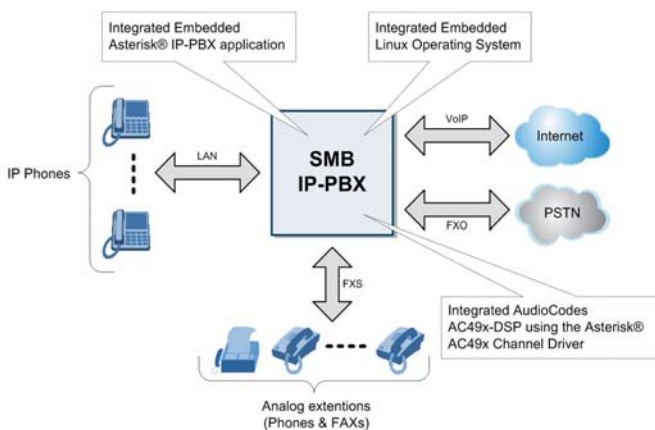 Integrated Embedded
Asterisk® IP-PBX application
Integrated Embedded
Linux Operating System
IP Phones
LAN
SMB
IP-PBX
VoIP
Internet
FXO
PSTN
FXS
Integrated AudioCodes
AC49x-DSP using the Asterisk®
AC49x Channel Driver
Analog extentions
(Phones & FAXs)